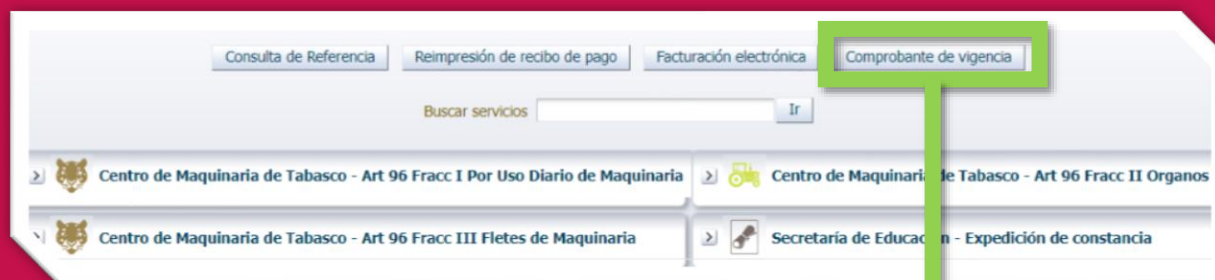 Consulta de Referencia Reimpresión de recibo de pago Facturación electrónica Comprobante de vigencia
Buscar servicios Ir
Centro de Maquinaria de Tabasco - Art 96 Fracc I Por Uso Diario de Maquinaria Centro de Maquinaria de Tabasco - Art 96 Fracc II Organos
Centro de Maquinaria de Tabasco - Art 96 Fracc III Fletes de Maquinaria Secretaría de Educación - Expedición de constancia